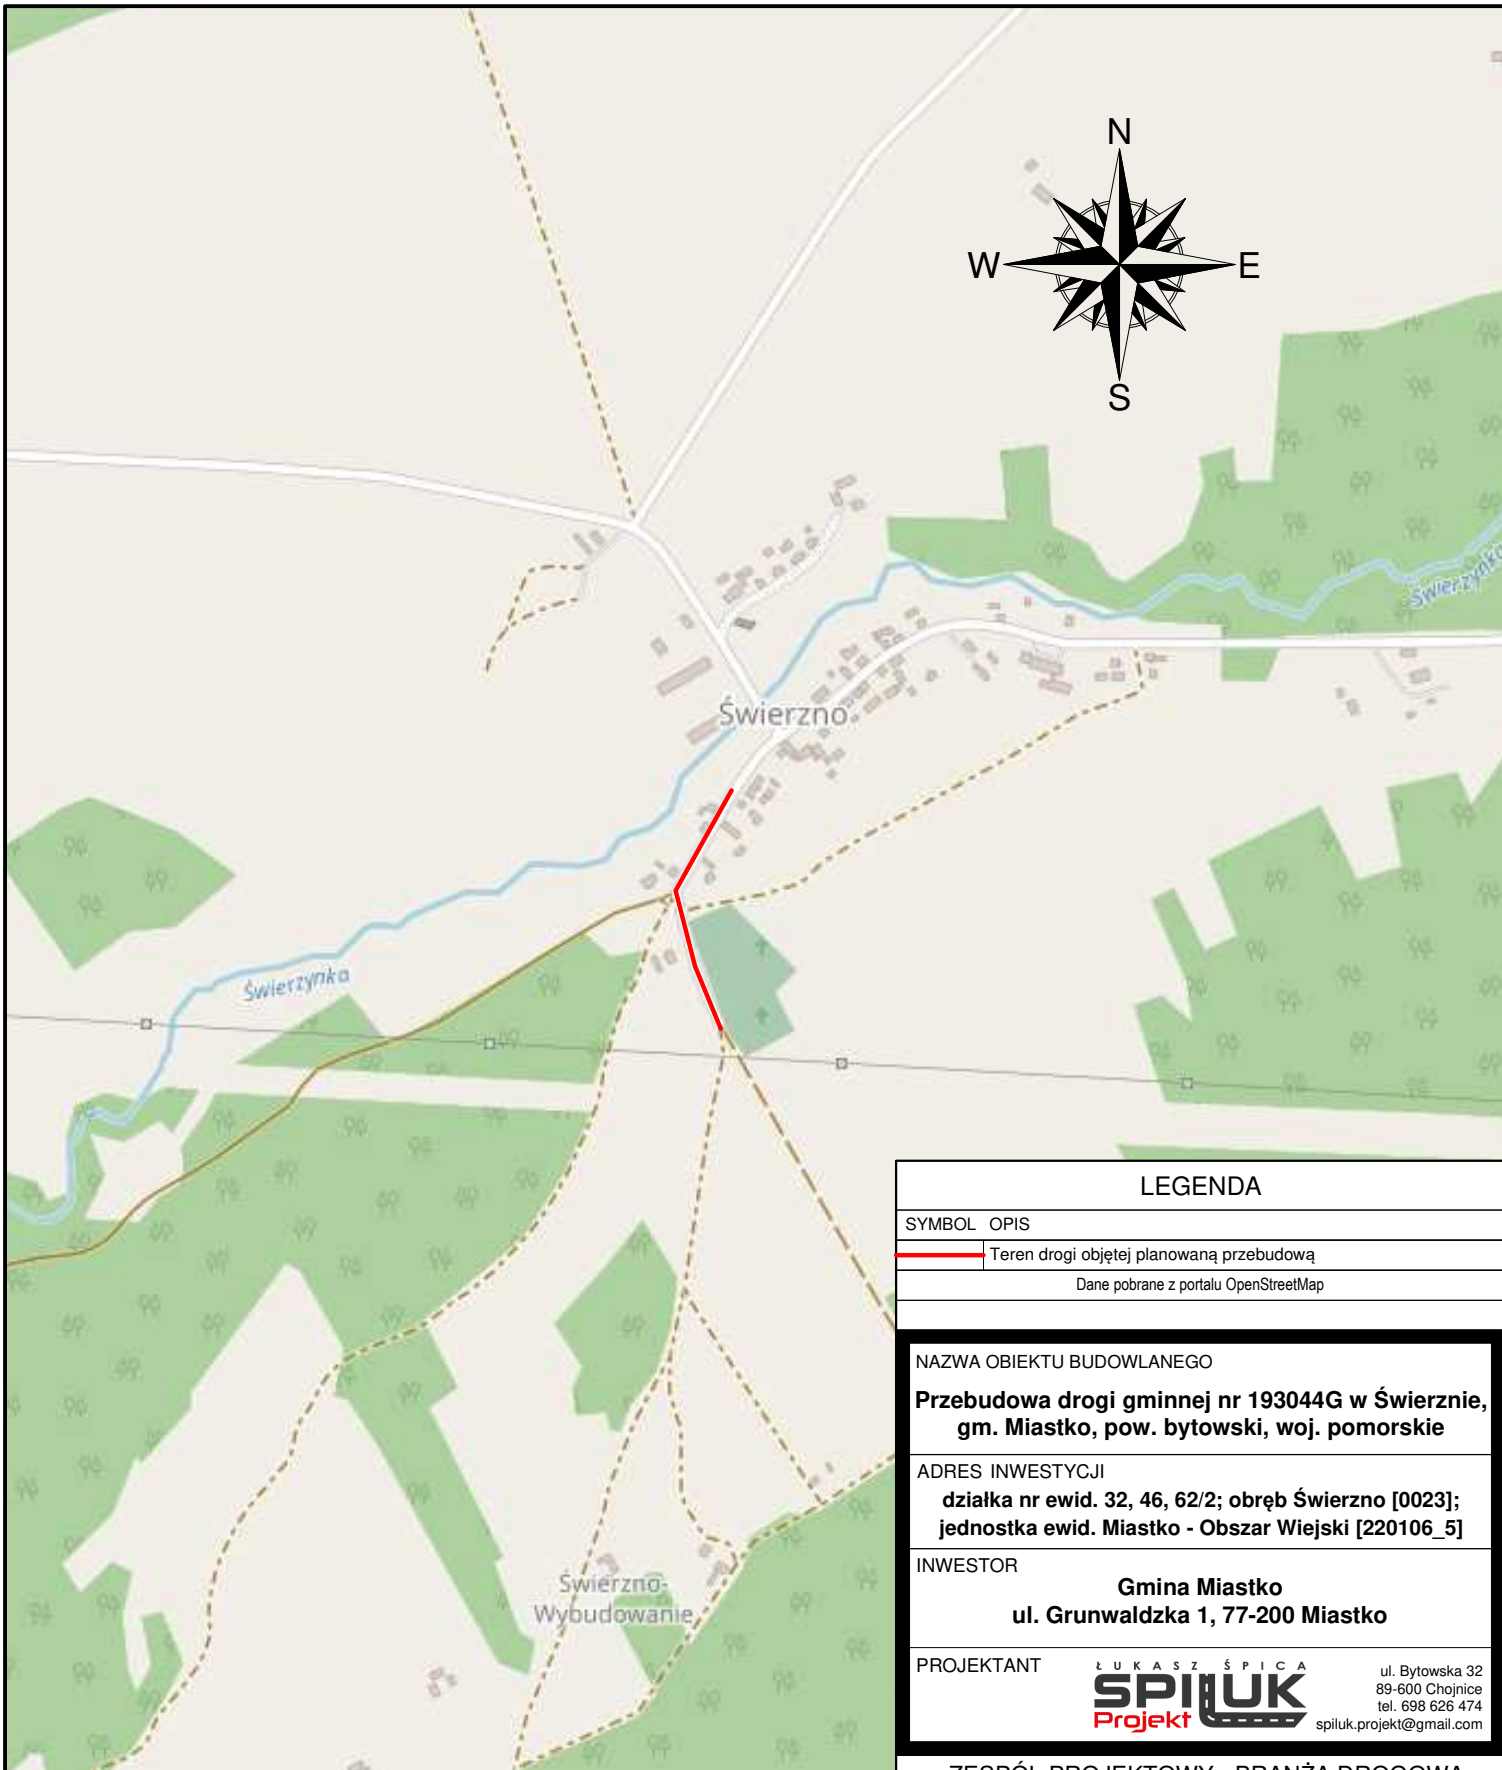 N
W
E
S
Świerzynka
Świerzno
Świerzynka
Świerzno-
Wybudowanie
LEGENDA
SYMBOL OPIS
Teren drogi objętej planowaną przebudową
Dane pobrane z portalu OpenStreetMap
NAZWA OBIEKTU BUDOWLANEGO
Przebudowa drogi gminnej nr 193044G w Świerznie,
gm. Miastko, pow. bytowski, woj. pomorskie
ADRES INWESTYCJI
działka nr ewid. 32, 46, 62/2; obręb Świerzno [0023];
jednostka ewid. Miastko - Obszar Wiejski [220106_5]
INWESTOR
Gmina Miastko
ul. Grunwaldzka 1, 77-200 Miastko
PROJEKTANT
ŁUKASZ ŚPICA
SPILUK
Projekt
ul. Bytowska 32
89-600 Chojnice
tel. 698 626 474
spiluk.projekt@gmail.com
ZESPÓŁ PROJEKTOWY - BRANŻA DROGOWA